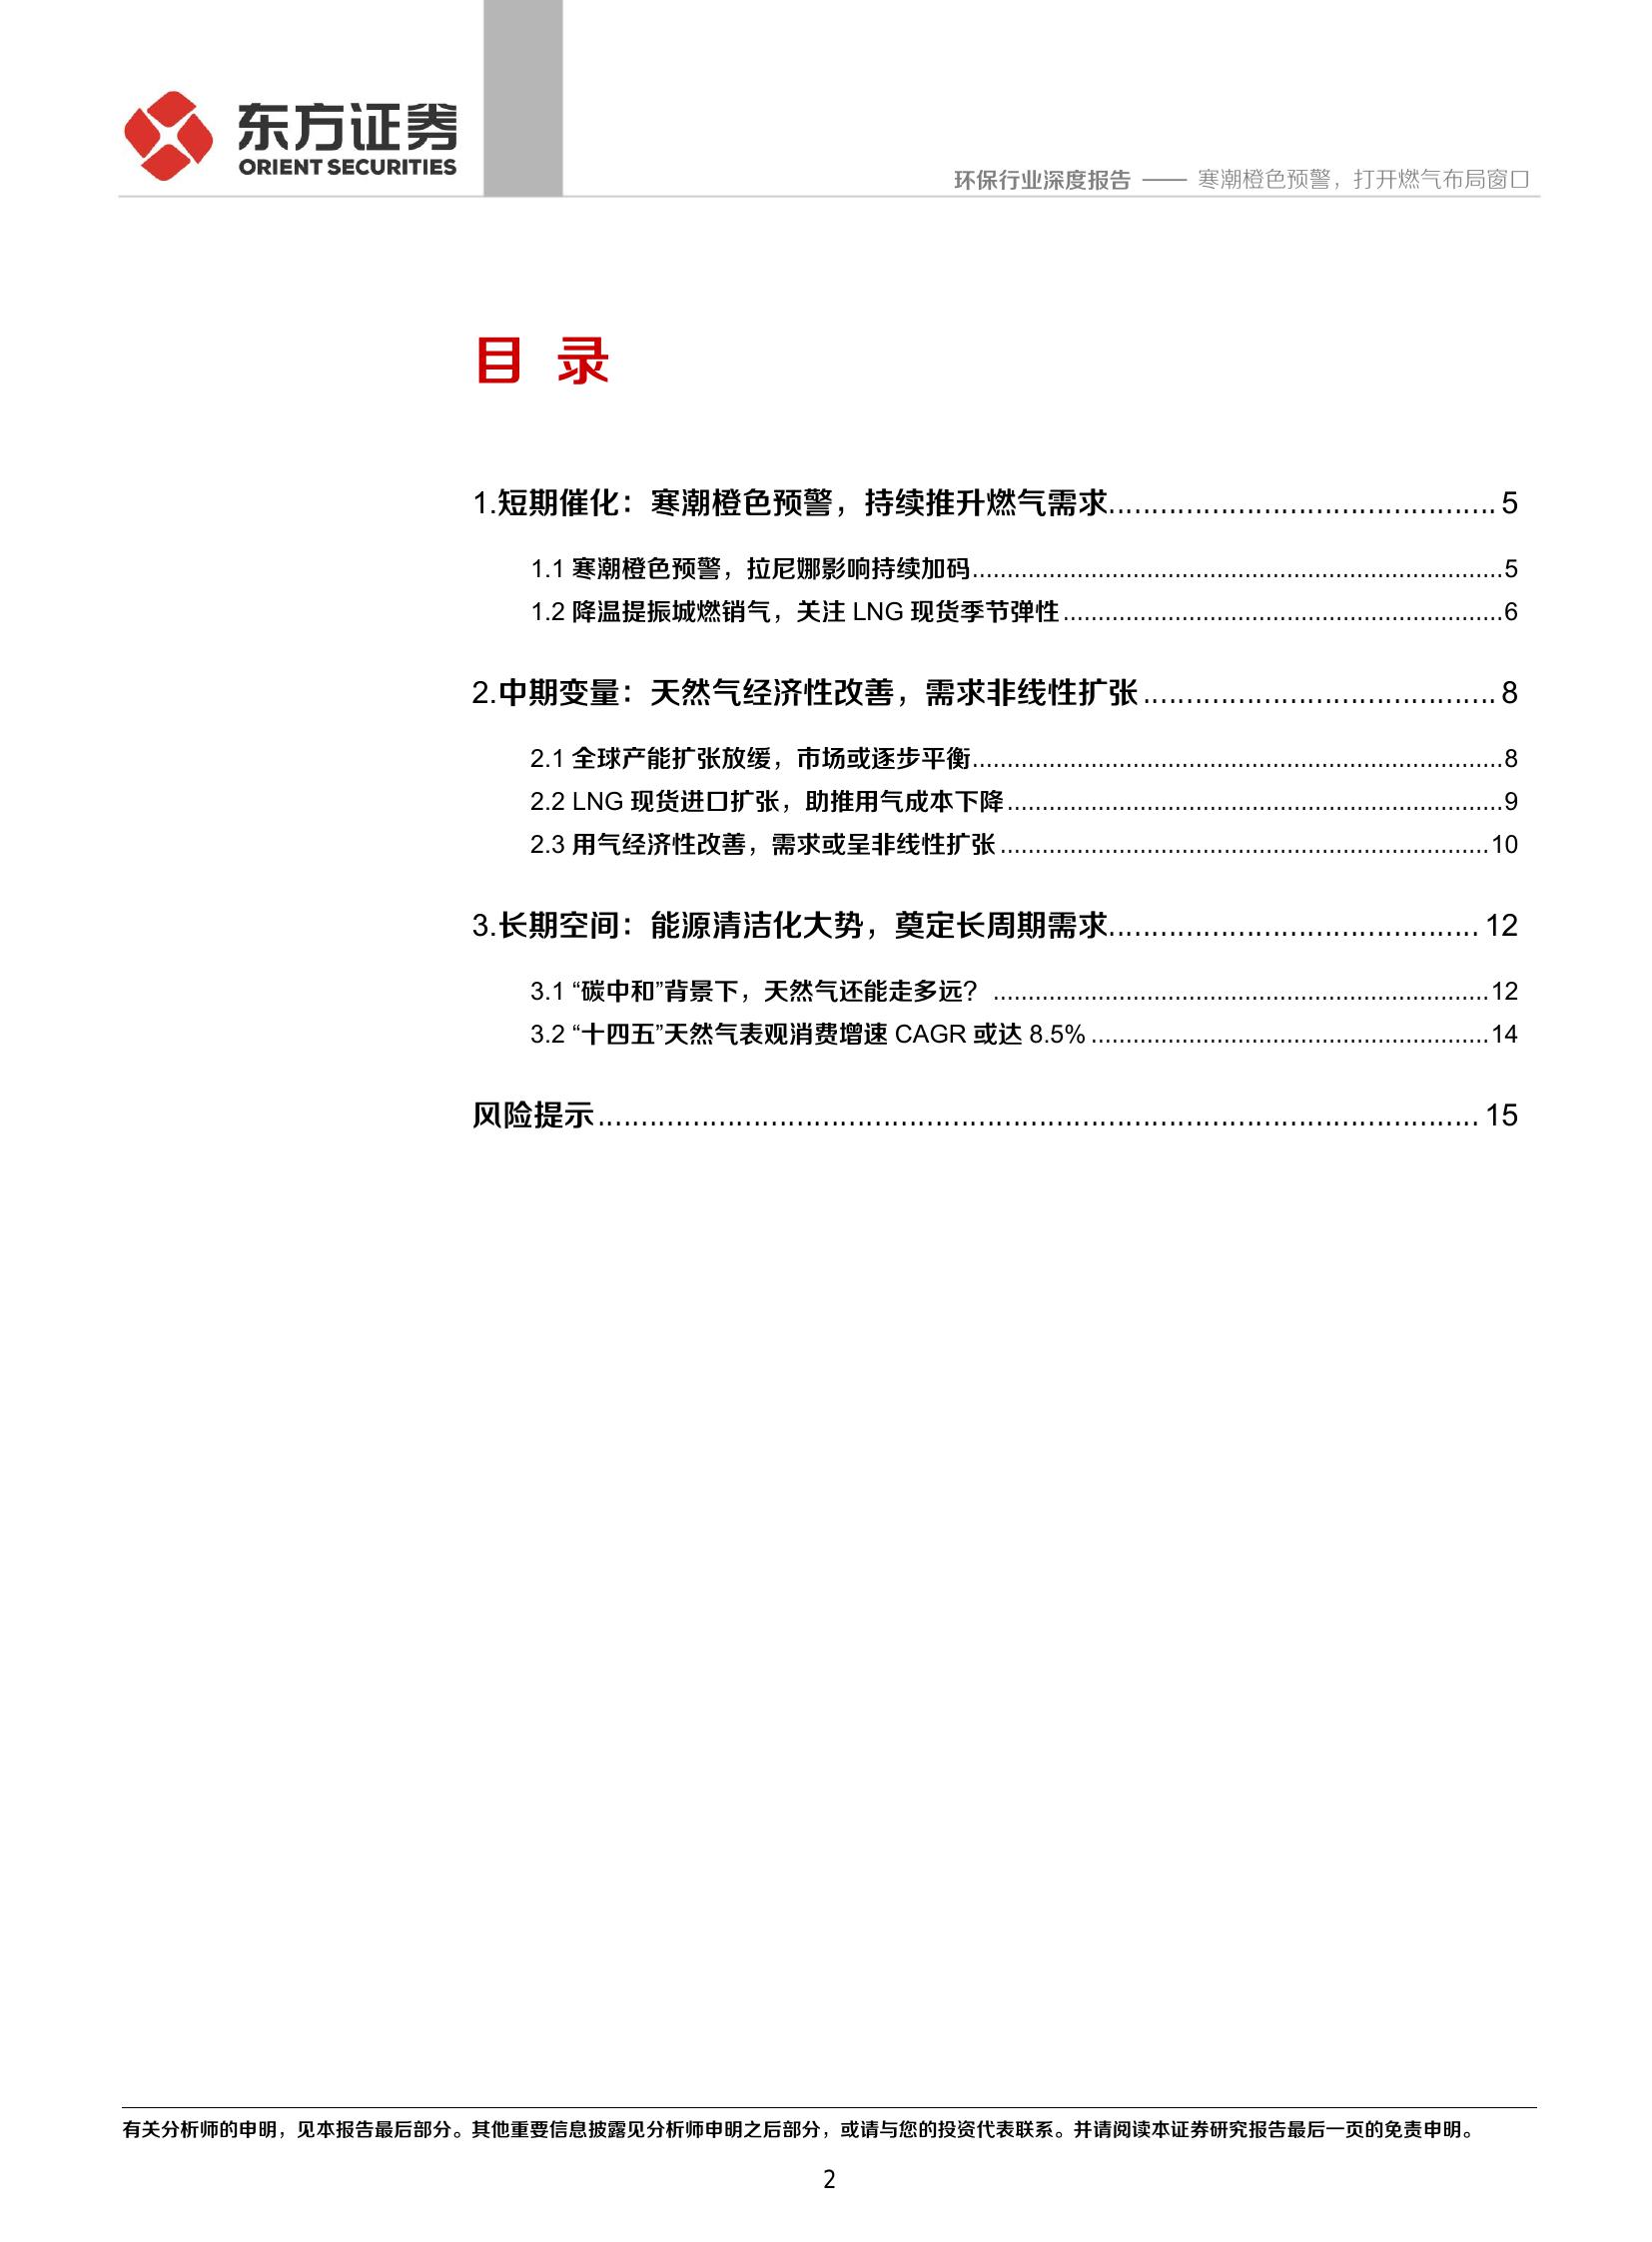 东方证券
ORIENT SECURITIES
环保行业深度报告 —— 寒潮橙色预警，打开燃气布局窗口
目 录
1.短期催化：寒潮橙色预警，持续推升燃气需求............................................. 5
1.1 寒潮橙色预警，拉尼娜影响持续加码............................................................................5
1.2 降温提振城燃销气，关注 LNG 现货季节弹性...............................................................6
2.中期变量：天然气经济性改善，需求非线性扩张......................................... 8
2.1 全球产能扩张放缓，市场或逐步平衡............................................................................8
2.2 LNG 现货进口扩张，助推用气成本下降.......................................................................9
2.3 用气经济性改善，需求或呈非线性扩张......................................................................10
3.长期空间：能源清洁化大势，奠定长周期需求........................................... 12
3.1 “碳中和”背景下，天然气还能走多远？ .......................................................................12
3.2 “十四五”天然气表观消费增速 CAGR 或达 8.5% .........................................................14
风险提示....................................................................................................... 15
有关分析师的申明，见本报告最后部分。其他重要信息披露见分析师申明之后部分，或请与您的投资代表联系。并请阅读本证券研究报告最后一页的免责申明。
2